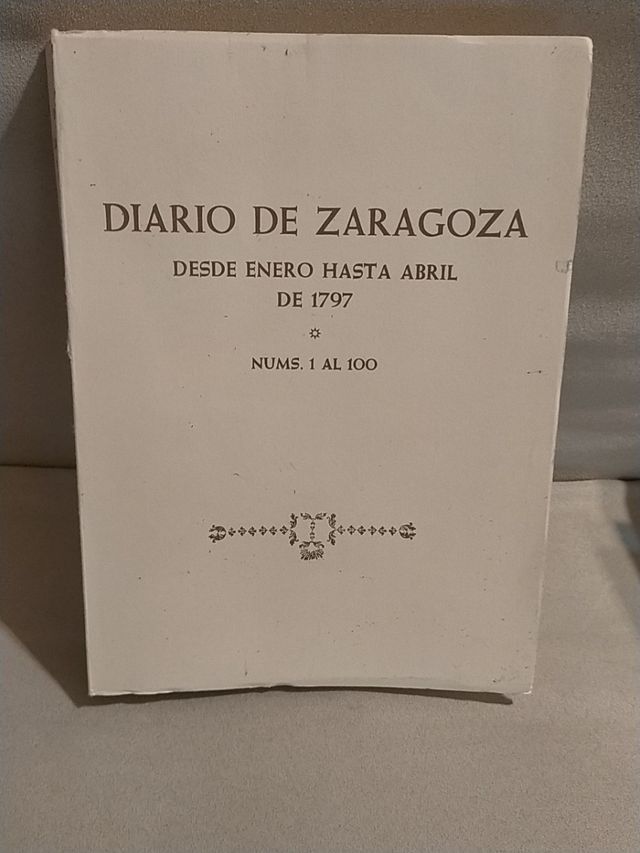 DIARIO DE ZARAGOZA
DESDE ENERO HASTA ABRIL
DE 1797
NUMS. 1 AL 100